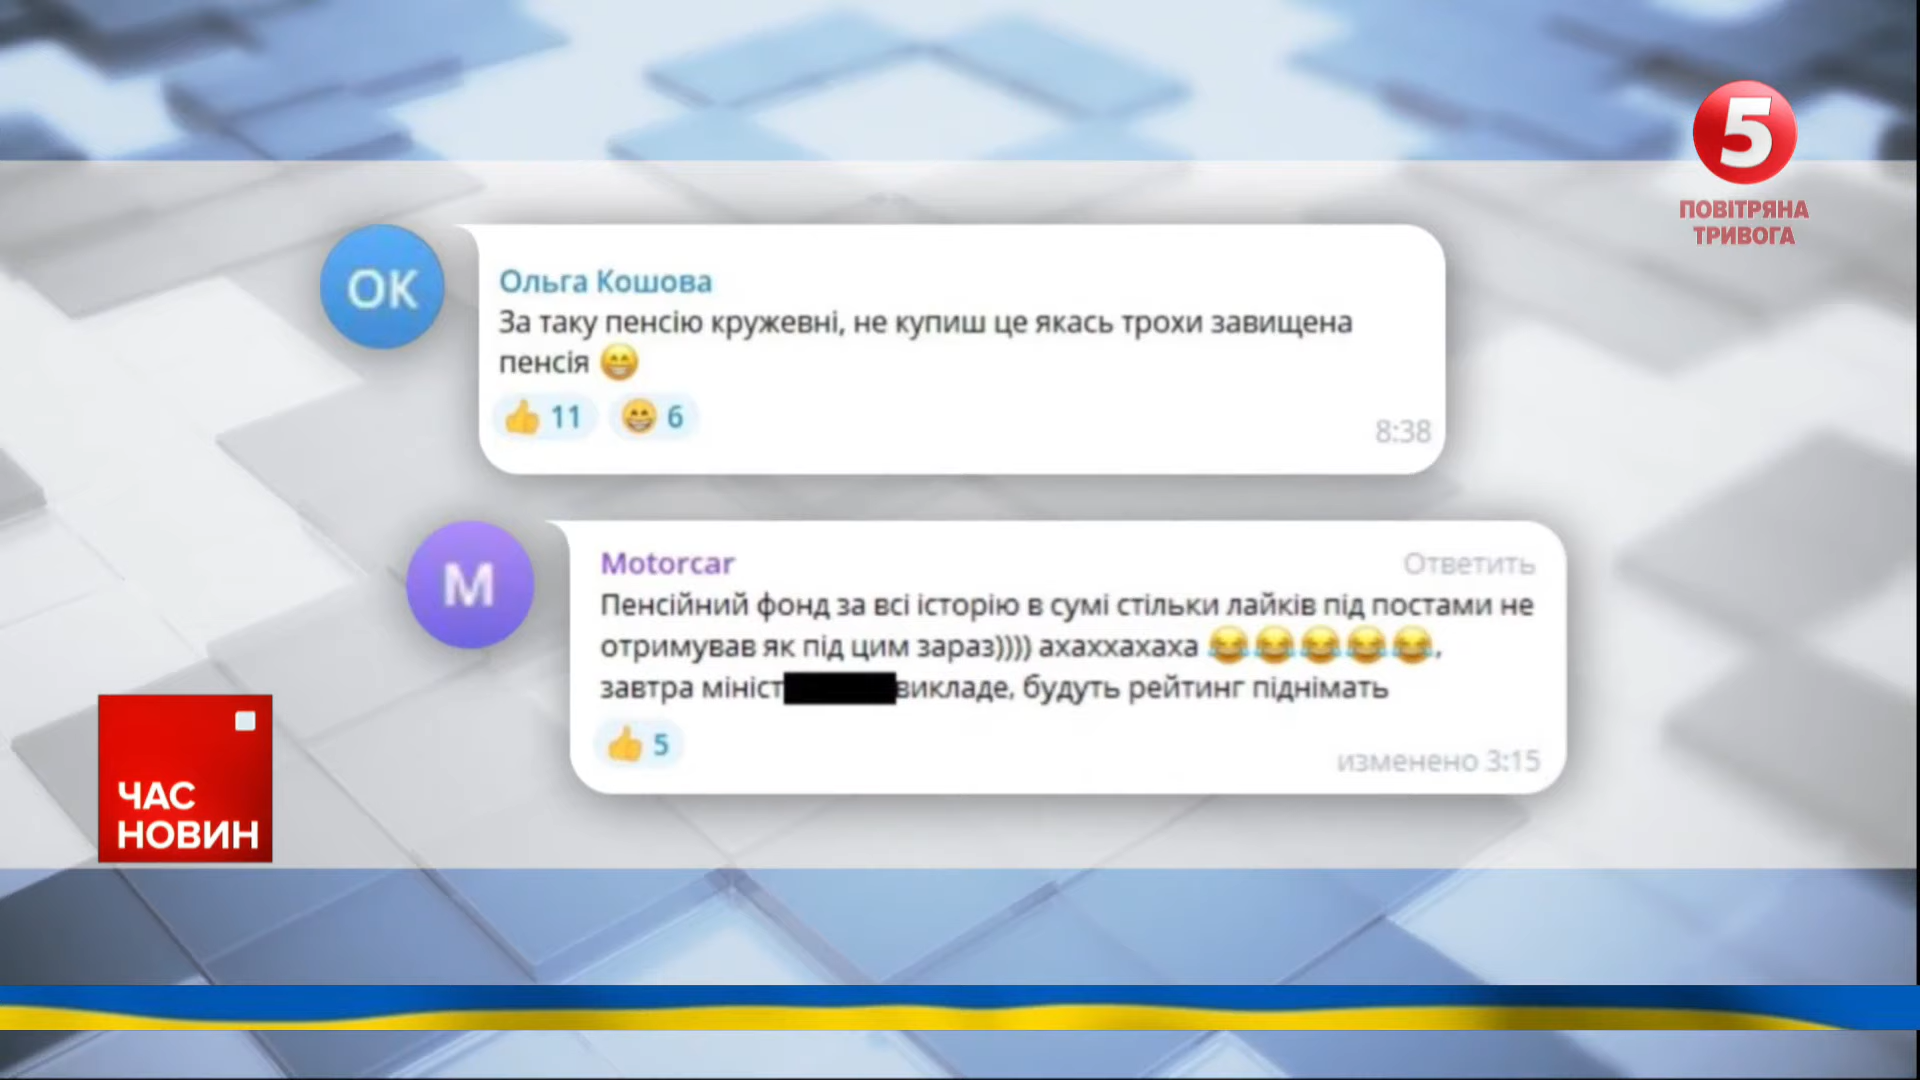 5
ПОВІТРЯНА
ТРИВОГА
ОК
Ольга Кошова
За таку пенсію кружевні, не купиш це якась трохи завищена
пенсія 😁
👍 11 😁 6
8:38
М
Motorcar
Ответить
Пенсійний фонд за всі історію в сумі стільки лайків під постами не
отримував як під цим зараз)))) ахаххахаха 😂😂😂😂😂,
завтра мініст викладе, будуть рейтинг піднімать
👍 5
изменено 3:15
ЧАС
НОВИН